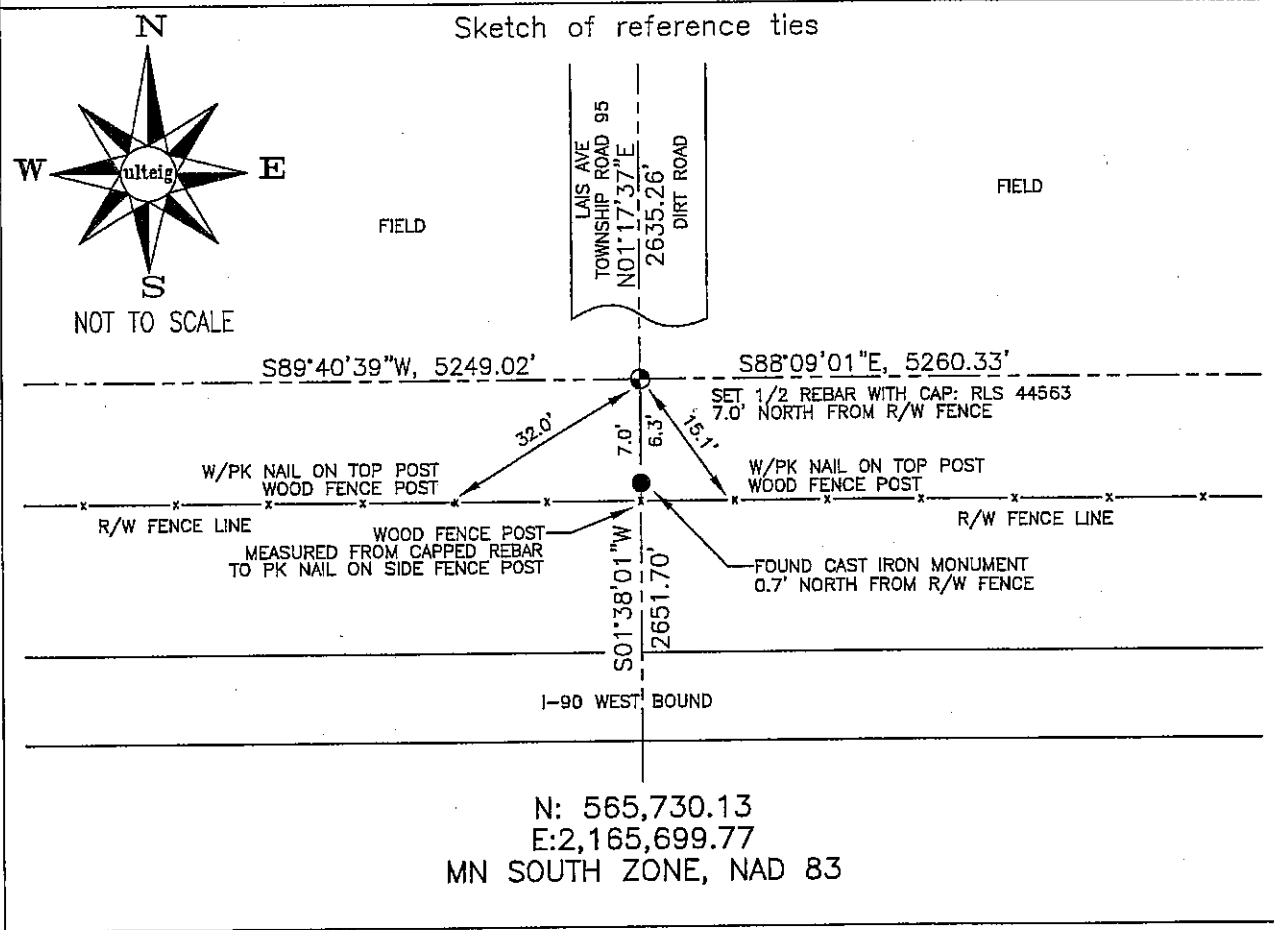 Sketch of reference ties
N
W
ulteig
E
S
NOT TO SCALE
FIELD
LAIS AVE
TOWNSHIP ROAD 95
N01°17'37"E
2635.26'
DIRT ROAD
FIELD
S89°40'39"W, 5249.02'
S88°09'01"E, 5260.33'
SET 1/2 REBAR WITH CAP: RLS 44563
7.0' NORTH FROM R/W FENCE
32.0'
7.0'
6.3'
15.1'
W/PK NAIL ON TOP POST
WOOD FENCE POST
W/PK NAIL ON TOP POST
WOOD FENCE POST
R/W FENCE LINE
R/W FENCE LINE
WOOD FENCE POST
MEASURED FROM CAPPED REBAR
TO PK NAIL ON SIDE FENCE POST
FOUND CAST IRON MONUMENT
0.7' NORTH FROM R/W FENCE
S01°38'01"W
2651.70'
I-90 WEST BOUND
N: 565,730.13
E:2,165,699.77
MN SOUTH ZONE, NAD 83